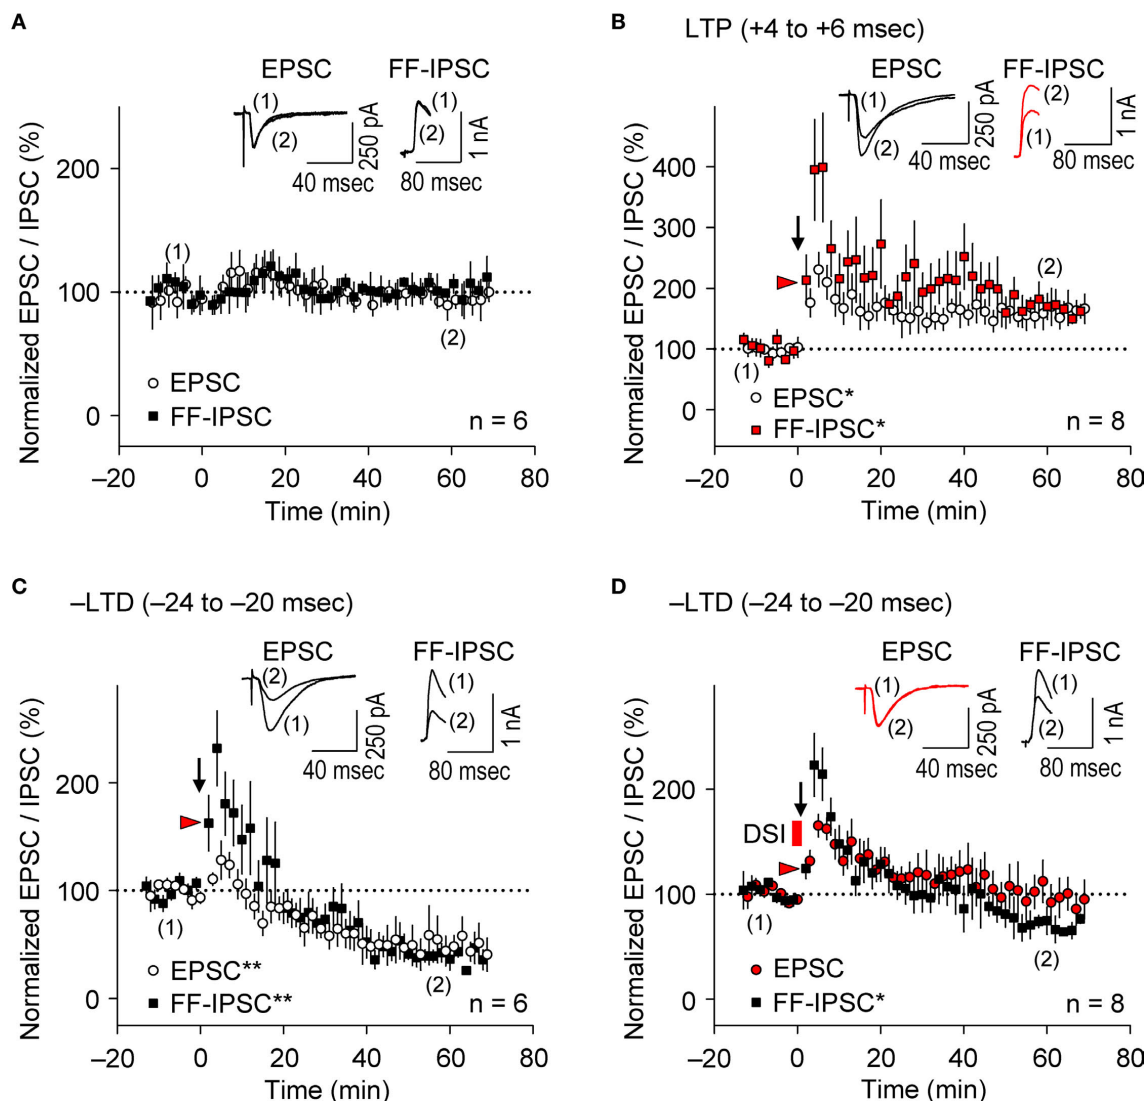 A
EPSC
FF-IPSC
(1)
(1)
(2)
(2)
250 pA
1 nA
40 msec
80 msec
200
100
0
Normalized EPSC / IPSC (%)
(1)
(2)
EPSC
FF-IPSC
n = 6
–20
0
20
40
60
80
Time (min)
B
LTP (+4 to +6 msec)
EPSC
FF-IPSC
(1)
(2)
(2)
(1)
250 pA
1 nA
40 msec
80 msec
400
300
200
100
0
Normalized EPSC / IPSC (%)
(2)
(1)
EPSC*
FF-IPSC*
n = 8
–20
0
20
40
60
80
Time (min)
C
–LTD (–24 to –20 msec)
EPSC
FF-IPSC
(2)
(1)
(1)
(2)
250 pA
1 nA
40 msec
80 msec
200
100
0
Normalized EPSC / IPSC (%)
(1)
(2)
EPSC**
FF-IPSC**
n = 6
–20
0
20
40
60
80
Time (min)
D
–LTD (–24 to –20 msec)
EPSC
FF-IPSC
(1)
(2)
(1)
(2)
250 pA
1 nA
40 msec
80 msec
200
100
0
Normalized EPSC / IPSC (%)
DSI
(1)
(2)
EPSC
FF-IPSC*
n = 8
–20
0
20
40
60
80
Time (min)